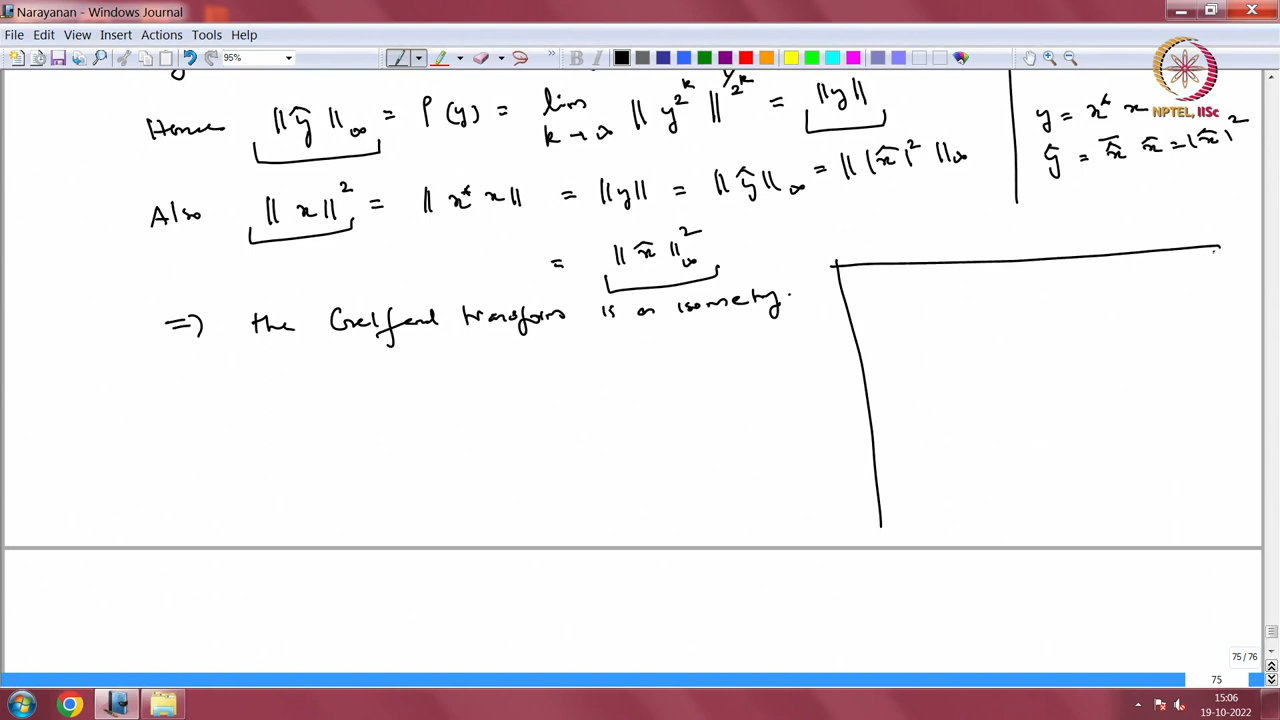 Narayanan - Windows Journal
File Edit View Insert Actions Tools Help
95%
NPTEL, IISc
Hence ‖ŷ‖∞ = ρ(y) = lim k→∞ ‖y^{2^k}‖^{1/2^k} = ‖y‖
y = x* x
ŷ = \overline{x̂} x̂ = |x̂|²
Also ‖x‖² = ‖x* x‖ = ‖y‖ = ‖ŷ‖∞ = ‖|x̂|²‖∞
= ‖x̂‖²∞
=> the Gelfand transform is a isometry.
75 / 76
75
15:06
19-10-2022